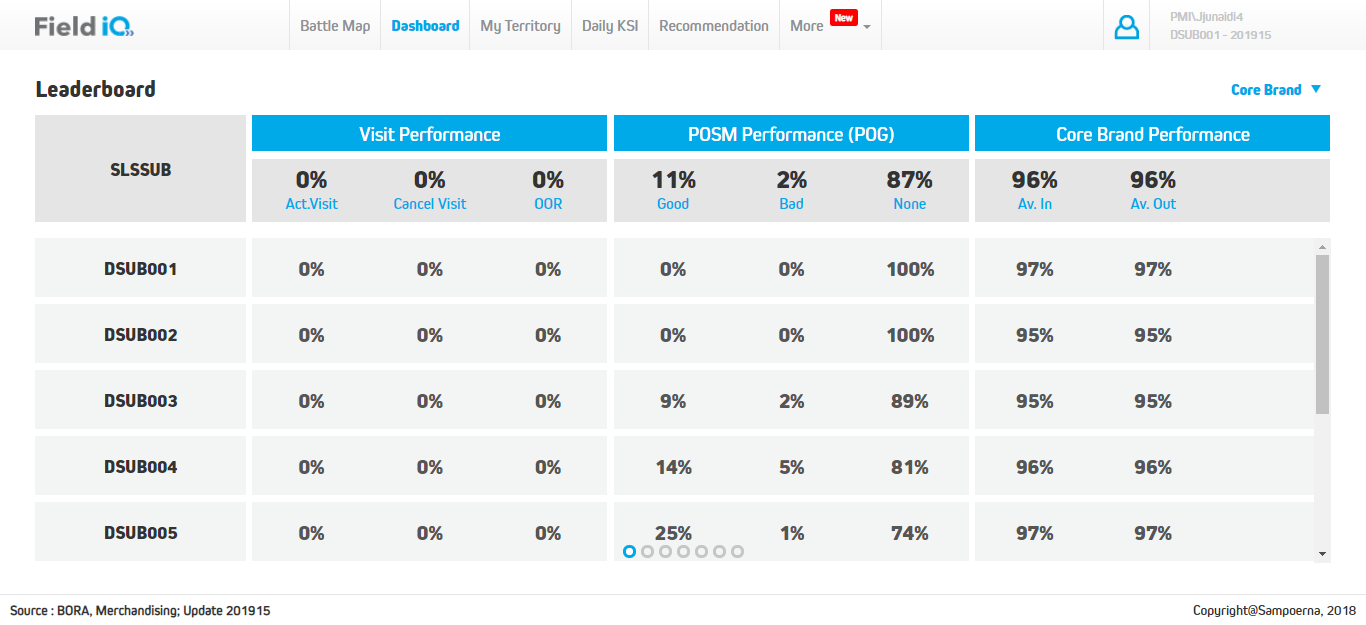 Field iQ
Battle Map Dashboard My Territory Daily KSI Recommendation More New
PMI\Jjunaidi4
DSUB001 - 201915
Leaderboard
Core Brand
SLSSUB
Visit Performance POSM Performance (POG) Core Brand Performance
0% 0% 0% 11% 2% 87% 96% 96%
Act.Visit Cancel Visit OOR Good Bad None Av. In Av. Out
DSUB001 0% 0% 0% 0% 0% 100% 97% 97%
DSUB002 0% 0% 0% 0% 0% 100% 95% 95%
DSUB003 0% 0% 0% 9% 2% 89% 95% 95%
DSUB004 0% 0% 0% 14% 5% 81% 96% 96%
DSUB005 0% 0% 0% 25% 1% 74% 97% 97%
Source : BORA, Merchandising; Update 201915
Copyright@Sampoerna, 2018